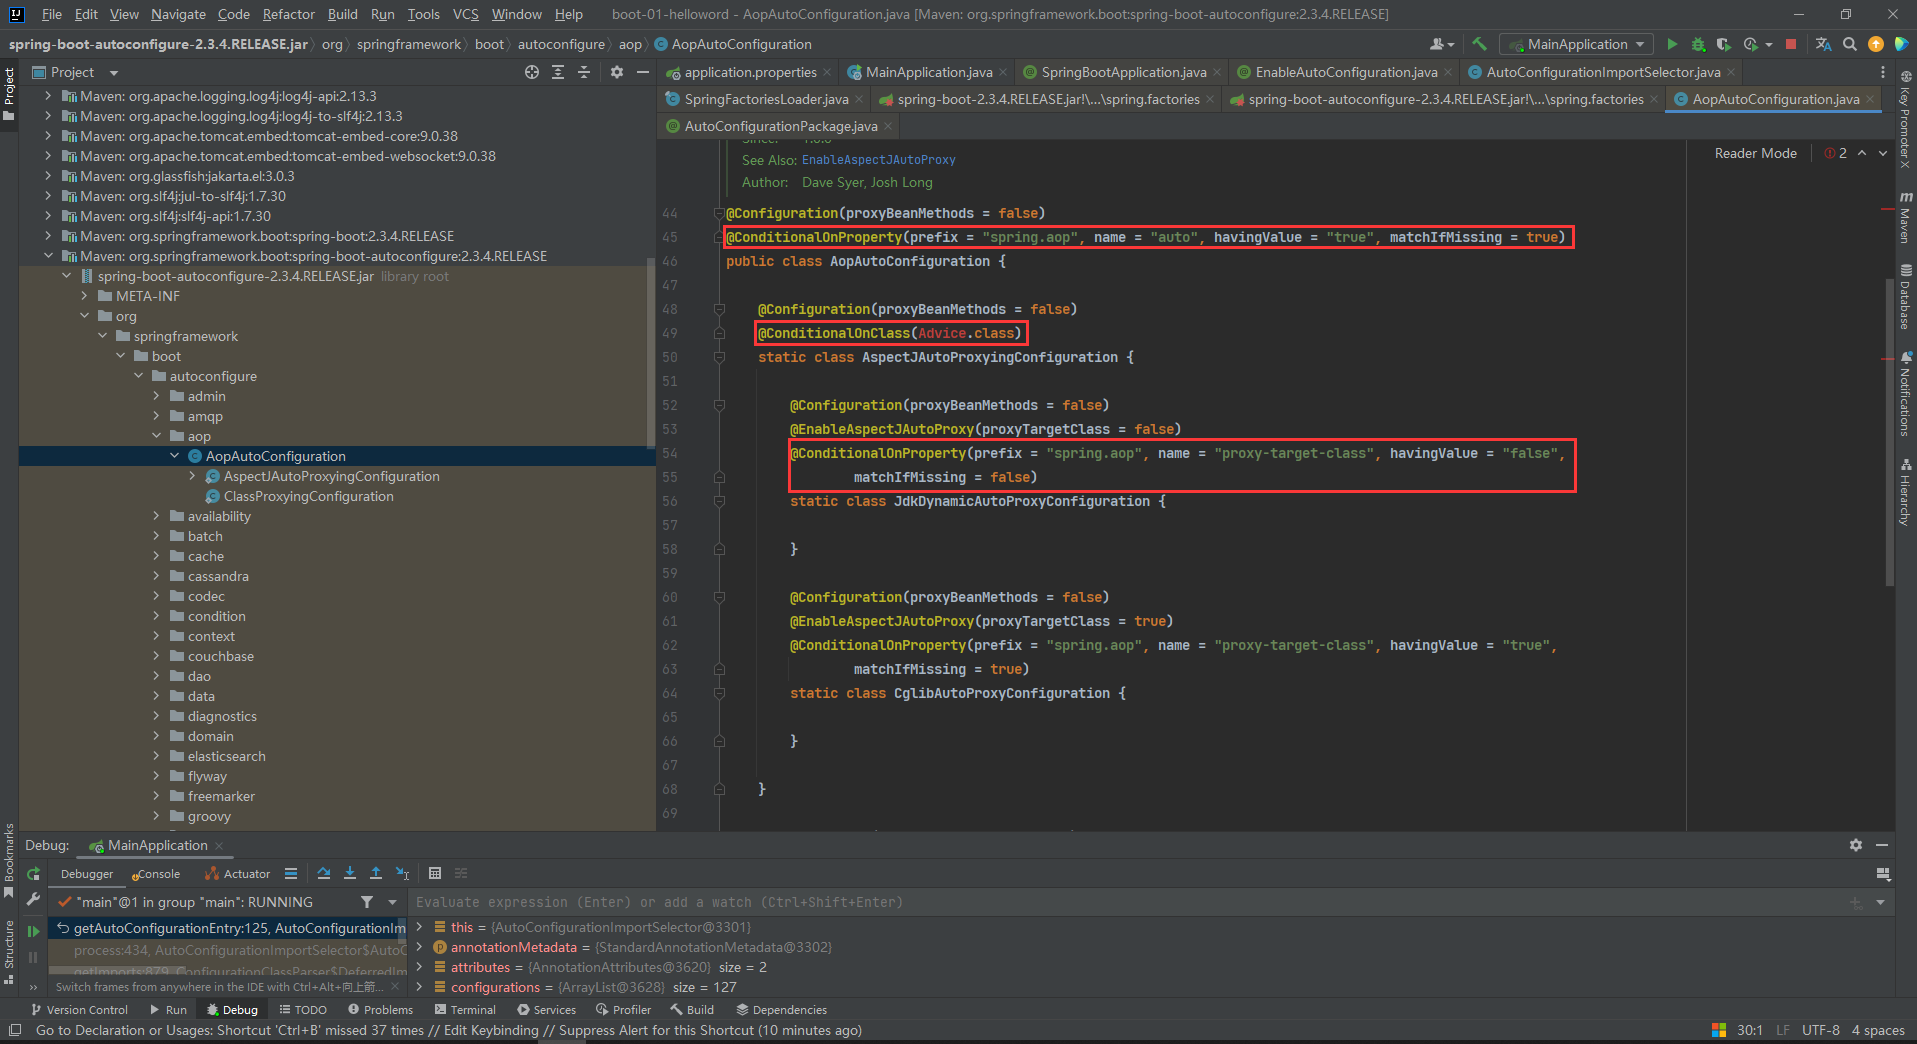 File Edit View Navigate Code Refactor Build Run Tools VCS Window Help boot-01-helloword - AopAutoConfiguration.java [Maven: org.springframework.boot:spring-boot-autoconfigure:2.3.4.RELEASE]
spring-boot-autoconfigure-2.3.4.RELEASE.jar org springframework boot autoconfigure aop AopAutoConfiguration
MainApplication
Project
application.properties MainApplication.java SpringBootApplication.java EnableAutoConfiguration.java AutoConfigurationImportSelector.java
SpringFactoriesLoader.java spring-boot-2.3.4.RELEASE.jar!\...\spring.factories spring-boot-autoconfigure-2.3.4.RELEASE.jar!\...\spring.factories AopAutoConfiguration.java
AutoConfigurationPackage.java
Project
Maven: org.apache.logging.log4j:log4j-api:2.13.3
Maven: org.apache.logging.log4j:log4j-to-slf4j:2.13.3
Maven: org.apache.tomcat.embed:tomcat-embed-core:9.0.38
Maven: org.apache.tomcat.embed:tomcat-embed-websocket:9.0.38
Maven: org.glassfish:jakarta.el:3.0.3
Maven: org.slf4j:jul-to-slf4j:1.7.30
Maven: org.slf4j:slf4j-api:1.7.30
Maven: org.springframework.boot:spring-boot:2.3.4.RELEASE
Maven: org.springframework.boot:spring-boot-autoconfigure:2.3.4.RELEASE
spring-boot-autoconfigure-2.3.4.RELEASE.jar library root
META-INF
org
springframework
boot
autoconfigure
admin
amqp
aop
AopAutoConfiguration
AspectJAutoProxyingConfiguration
ClassProxyingConfiguration
availability
batch
cache
cassandra
codec
condition
context
couchbase
dao
data
diagnostics
domain
elasticsearch
flyway
freemarker
groovy
Reader Mode 2
See Also: EnableAspectJAutoProxy
Author: Dave Syer, Josh Long
44 @Configuration(proxyBeanMethods = false)
45 @ConditionalOnProperty(prefix = "spring.aop", name = "auto", havingValue = "true", matchIfMissing = true)
46 public class AopAutoConfiguration {
47
48 @Configuration(proxyBeanMethods = false)
49 @ConditionalOnClass(Advice.class)
50 static class AspectJAutoProxyingConfiguration {
51
52 @Configuration(proxyBeanMethods = false)
53 @EnableAspectJAutoProxy(proxyTargetClass = false)
54 @ConditionalOnProperty(prefix = "spring.aop", name = "proxy-target-class", havingValue = "false",
55 matchIfMissing = false)
56 static class JdkDynamicAutoProxyConfiguration {
57
58 }
59
60 @Configuration(proxyBeanMethods = false)
61 @EnableAspectJAutoProxy(proxyTargetClass = true)
62 @ConditionalOnProperty(prefix = "spring.aop", name = "proxy-target-class", havingValue = "true",
63 matchIfMissing = true)
64 static class CglibAutoProxyConfiguration {
65
66 }
67
68 }
69
Key Promoter X
Maven
Database
Notifications
Hierarchy
Bookmarks
Structure
Debug: MainApplication
Debugger Console Actuator
"main"@1 in group "main": RUNNING
Evaluate expression (Enter) or add a watch (Ctrl+Shift+Enter)
getAutoConfigurationEntry:125, AutoConfigurationIm
process:434, AutoConfigurationImportSelector$AutoC
getImports:879, ConfigurationClassParser$DeferredIm
Switch frames from anywhere in the IDE with Ctrl+Alt+向上箭...
this = {AutoConfigurationImportSelector@3301}
annotationMetadata = {StandardAnnotationMetadata@3302}
attributes = {AnnotationAttributes@3620} size = 2
configurations = {ArrayList@3628} size = 127
Version Control Run Debug TODO Problems Terminal Services Profiler Build Dependencies
Go to Declaration or Usages: Shortcut 'Ctrl+B' missed 37 times // Edit Keybinding // Suppress Alert for this Shortcut (10 minutes ago)
30:1 LF UTF-8 4 spaces